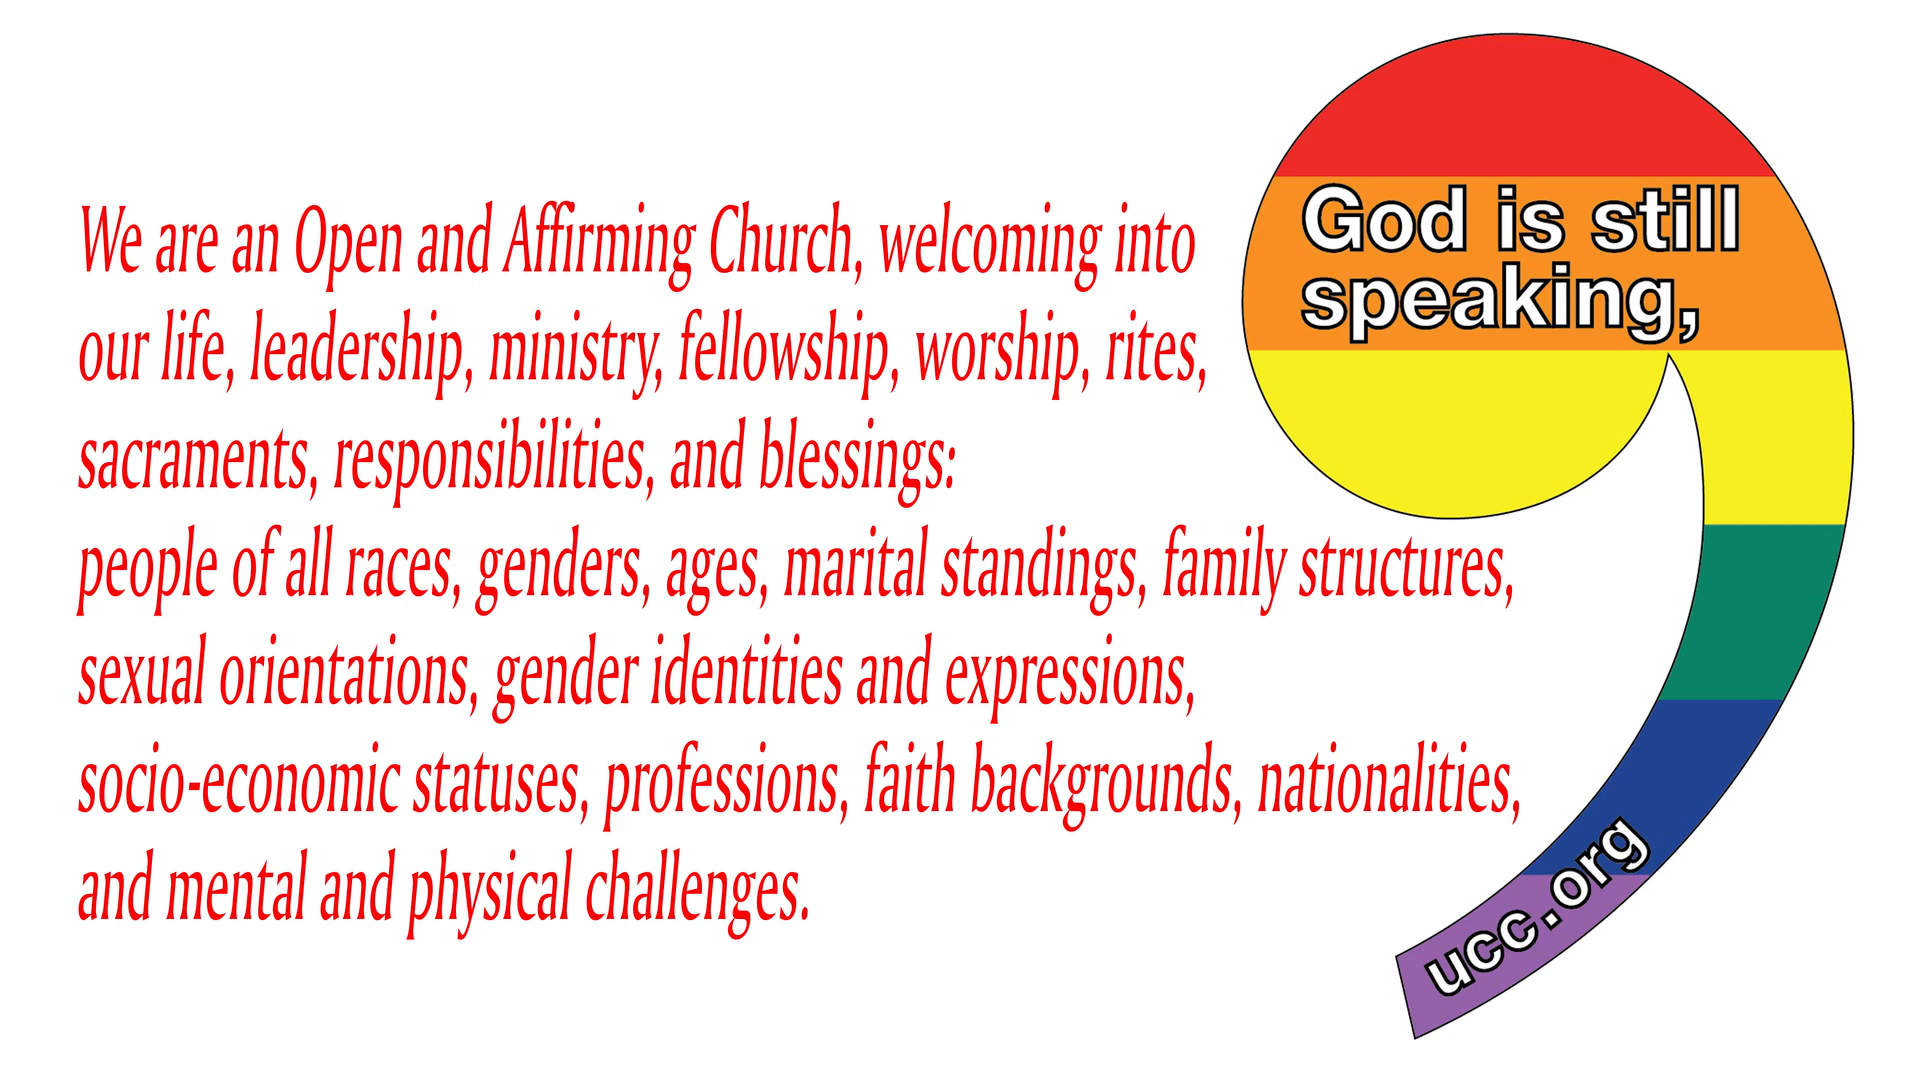 We are an Open and Affirming Church, welcoming into
our life, leadership, ministry, fellowship, worship, rites,
sacraments, responsibilities, and blessings:
people of all races, genders, ages, marital standings, family structures,
sexual orientations, gender identities and expressions,
socio-economic statuses, professions, faith backgrounds, nationalities,
and mental and physical challenges.
God is still
speaking,
ucc.org